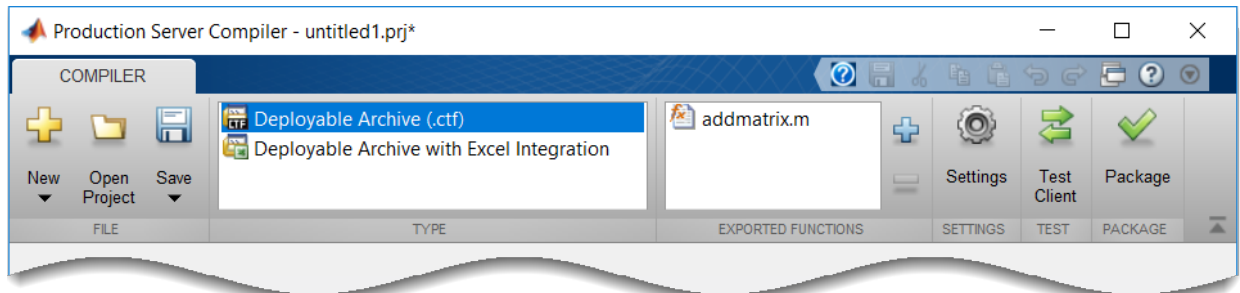 Production Server Compiler - untitled1.prj*
COMPILER
New
Open
Project
Save
FILE
CTF
Deployable Archive (.ctf)
Deployable Archive with Excel Integration
TYPE
addmatrix.m
EXPORTED FUNCTIONS
Settings
SETTINGS
Test
Client
TEST
Package
PACKAGE